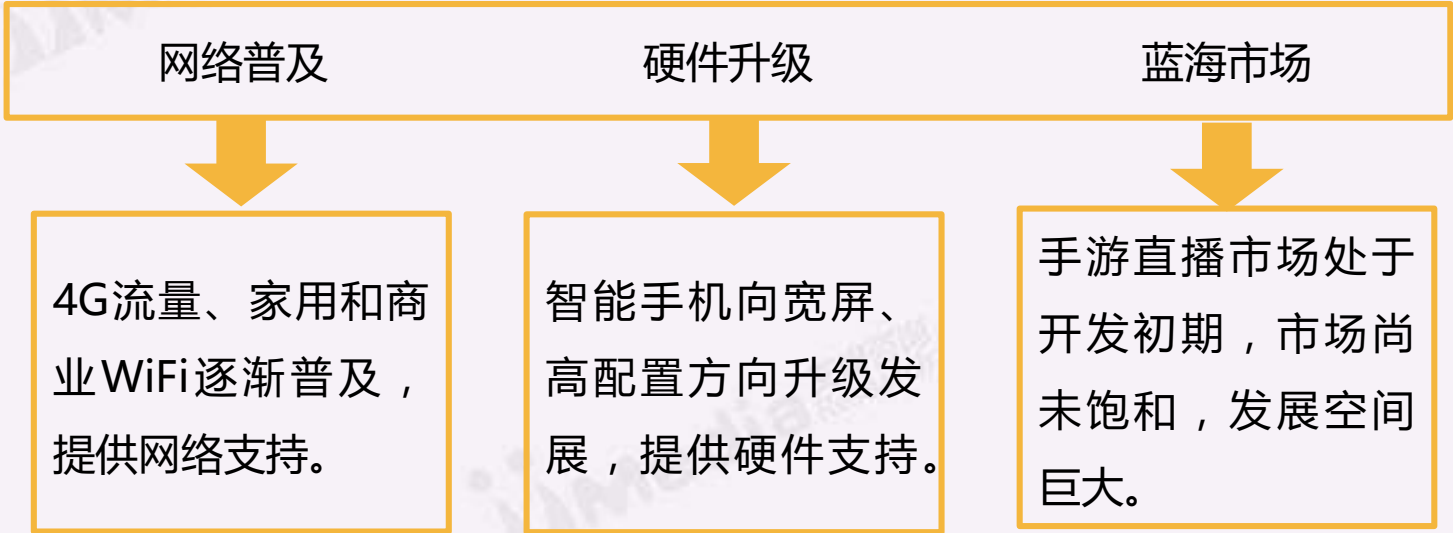 网络普及
硬件升级
蓝海市场
4G流量、家用和商
业WiFi逐渐普及，
提供网络支持。
智能手机向宽屏、
高配置方向升级发
展，提供硬件支持。
手游直播市场处于
开发初期，市场尚
未饱和，发展空间
巨大。